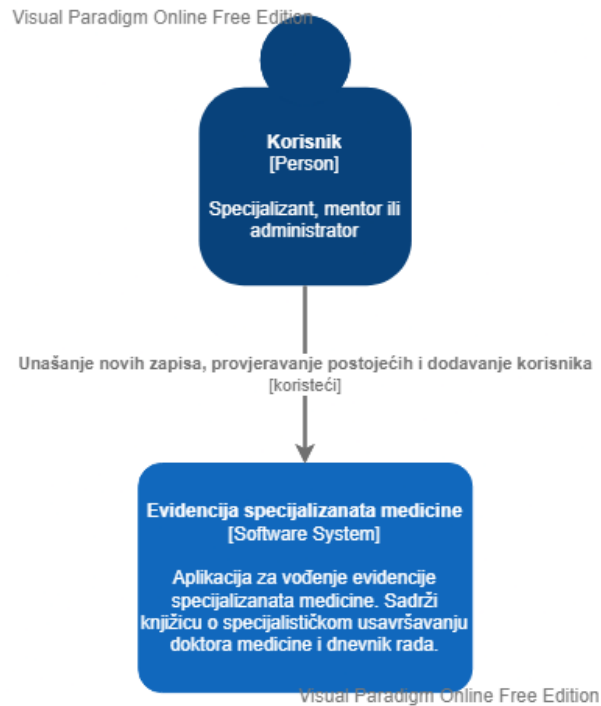 Visual Paradigm Online Free Edition
Korisnik
[Person]
Specijalizant, mentor ili
administrator
Unašanje novih zapisa, provjeravanje postojećih i dodavanje korisnika
[koristeći]
Evidencija specijalizanata medicine
[Software System]
Aplikacija za vođenje evidencije
specijalizanata medicine. Sadrži
knjižicu o specijalističkom usavršavanju
doktora medicine i dnevnik rada.
Visual Paradigm Online Free Edition